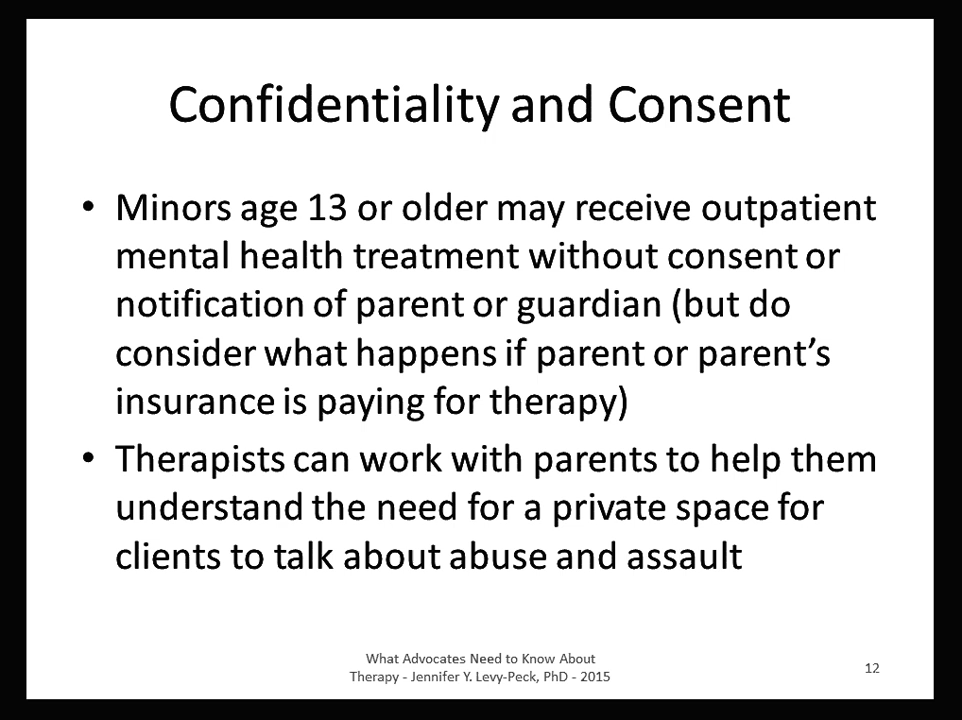 Confidentiality and Consent
• Minors age 13 or older may receive outpatient
mental health treatment without consent or
notification of parent or guardian (but do
consider what happens if parent or parent’s
insurance is paying for therapy)
• Therapists can work with parents to help them
understand the need for a private space for
clients to talk about abuse and assault
What Advocates Need to Know About
Therapy - Jennifer Y. Levy-Peck, PhD - 2015
12